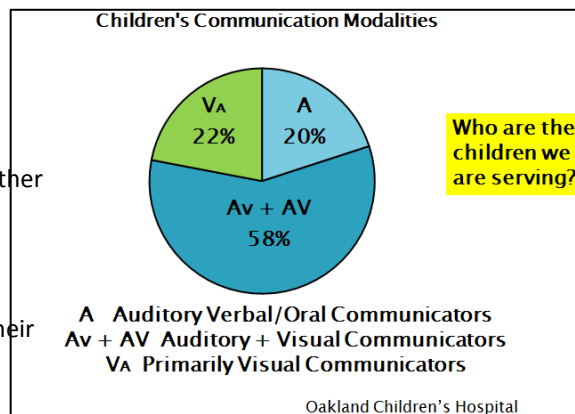 Children's Communication Modalities
VA
22%
A
20%
Who are the
children we
are serving?
ther
Av + AV
58%
A Auditory Verbal/Oral Communicators
heir
Av + AV Auditory + Visual Communicators
VA Primarily Visual Communicators
Oakland Children's Hospital